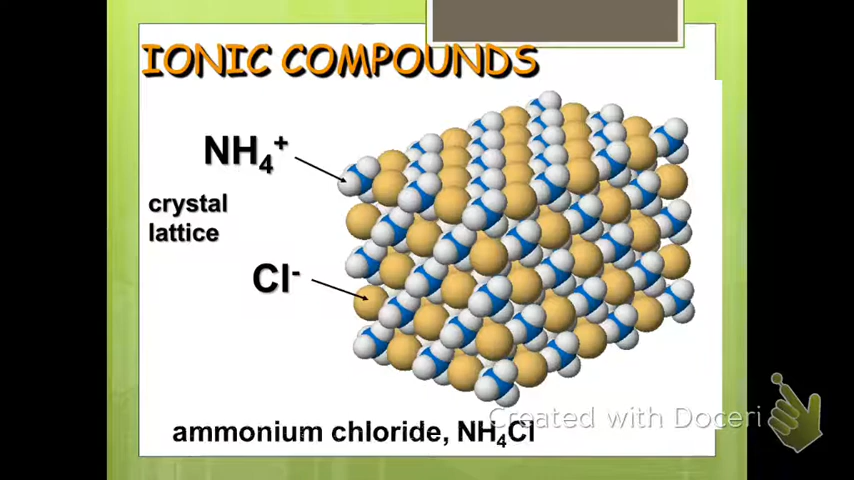 IONIC COMPOUNDS
NH₄⁺
crystal
lattice
Cl⁻
ammonium chloride, NH₄Cl
Created with Doceri